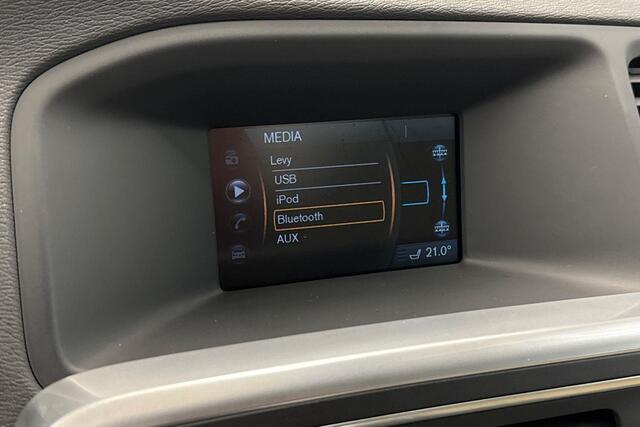 MEDIA
Levy
USB
iPod
Bluetooth
AUX
21.0°